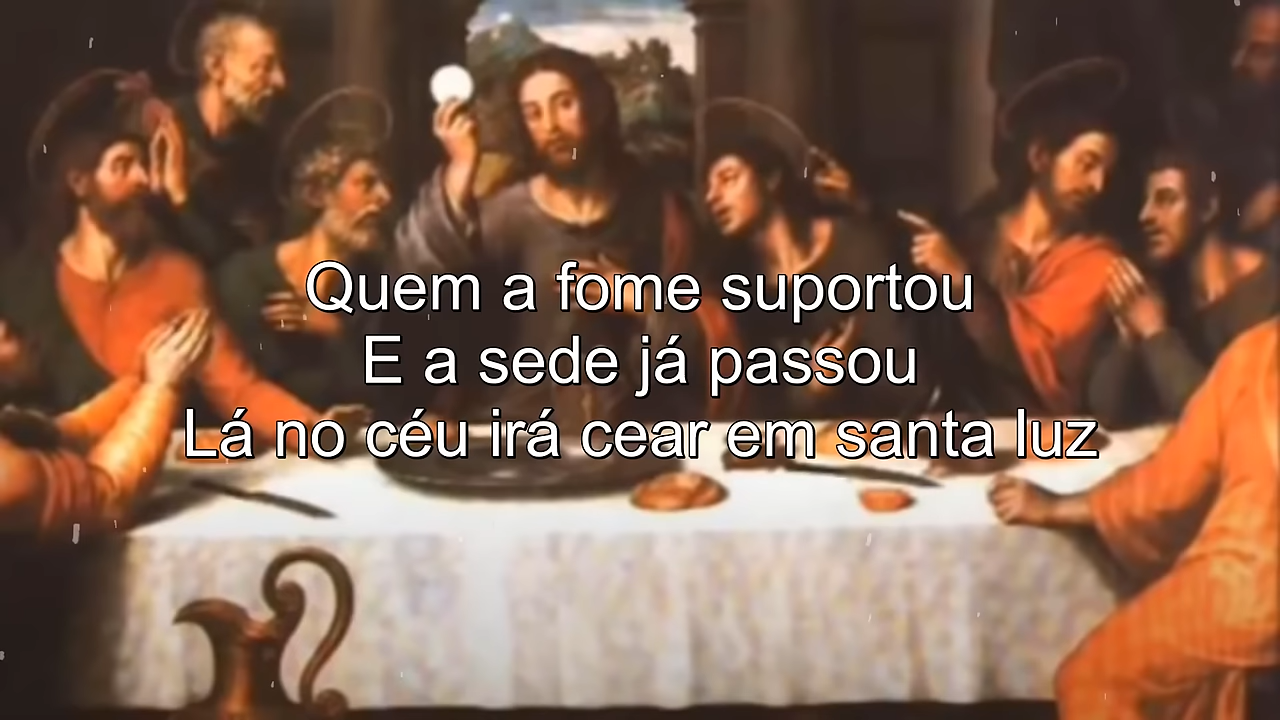 Quem a fome suportou
E a sede já passou
Lá no céu irá cear em santa luz